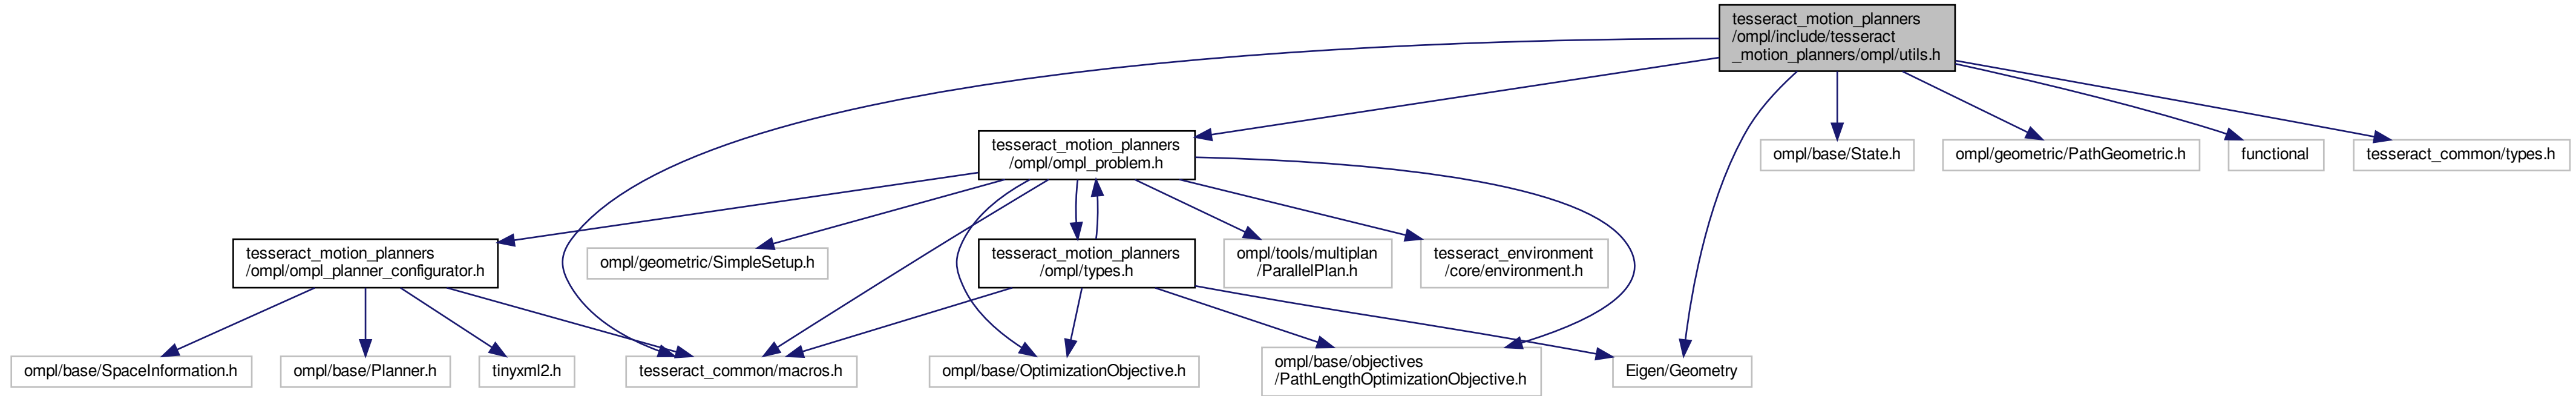 tesseract_motion_planners
/ompl/include/tesseract
_motion_planners/ompl/utils.h
tesseract_motion_planners
/ompl/ompl_problem.h
ompl/base/State.h
ompl/geometric/PathGeometric.h
functional
tesseract_common/types.h
tesseract_motion_planners
/ompl/ompl_planner_configurator.h
ompl/geometric/SimpleSetup.h
tesseract_motion_planners
/ompl/types.h
ompl/tools/multiplan
/ParallelPlan.h
tesseract_environment
/core/environment.h
ompl/base/SpaceInformation.h
ompl/base/Planner.h
tinyxml2.h
tesseract_common/macros.h
ompl/base/OptimizationObjective.h
ompl/base/objectives
/PathLengthOptimizationObjective.h
Eigen/Geometry